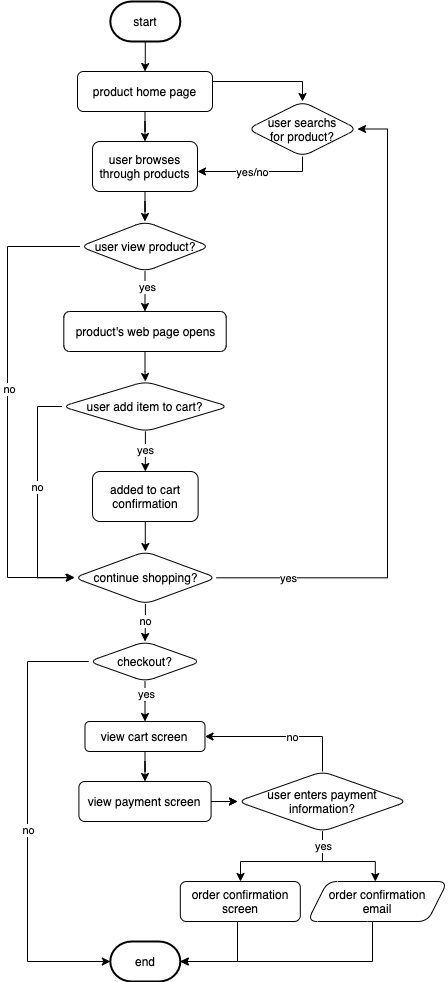 start
product home page
user searchs
for product?
user browses
through products
yes/no
user view product?
yes
product's web page opens
no
user add item to cart?
yes
no
added to cart
confirmation
continue shopping?
yes
no
checkout?
yes
view cart screen
no
view payment screen
user enters payment
information?
no
yes
order confirmation
screen
order confirmation
email
end